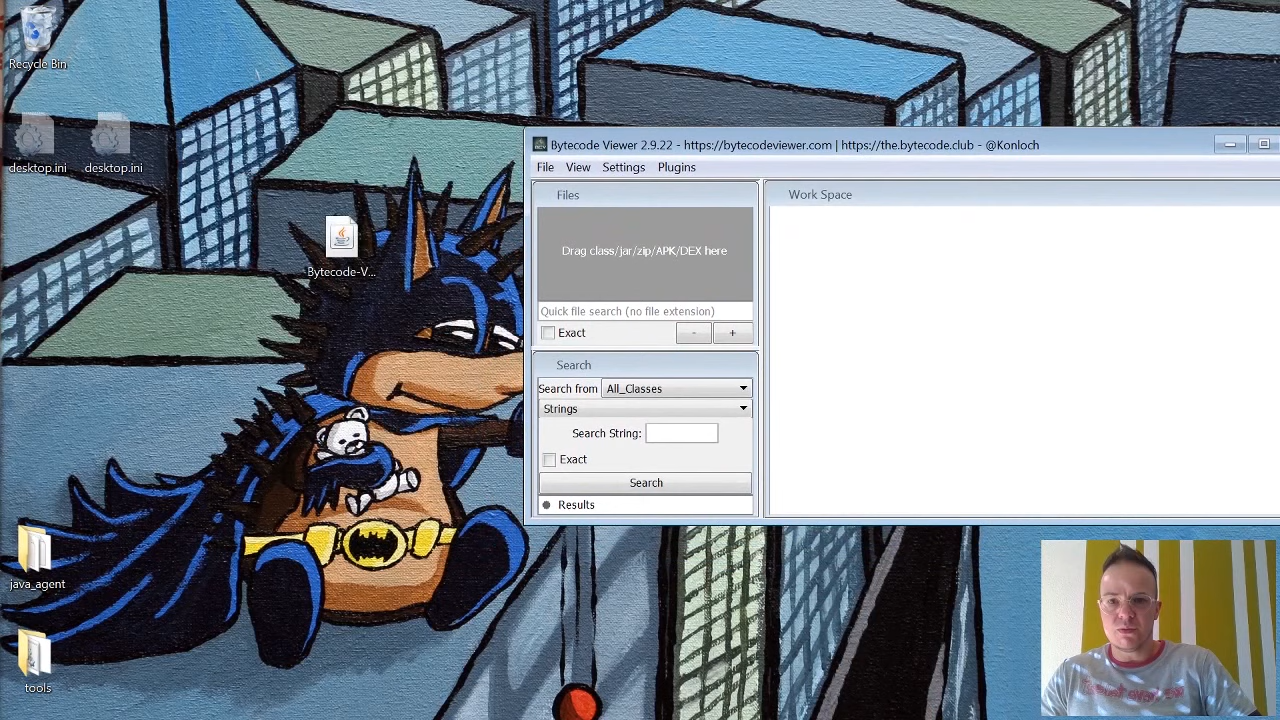 Recycle Bin
desktop.ini
desktop.ini
Bytecode-V...
java_agent
tools
Bytecode Viewer 2.9.22 - https://bytecodeviewer.com | https://the.bytecode.club - @Konloch
File
View
Settings
Plugins
Files
Drag class/jar/zip/APK/DEX here
Quick file search (no file extension)
Exact
-
+
Search
Search from
All_Classes
Strings
Search String:
Exact
Search
Results
Work Space